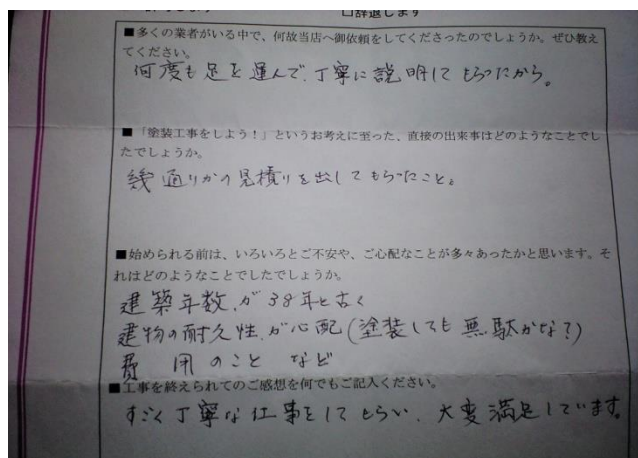 □辞退します
■多くの業者がいる中で、何故当店へ御依頼をしてくださったのでしょうか。ぜひ教え
てください。
何度も足を運んで、丁寧に説明してもらったから。
■「塗装工事をしよう!」というお考えに至った、直接の出来事はどのようなことでし
たでしょうか。
幾通りかの見積りを出してもらったこと。
■始められる前は、いろいろとご不安や、ご心配なことが多々あったかと思います。そ
れはどのようなことでしたでしょうか。
建築年数が38年と古く
建物の耐久性が心配(塗装しても無駄かな?)
費用のこと など
■工事を終えられてのご感想を何でもご記入ください。
すごく丁寧な仕事をしてもらい、大変満足しています。